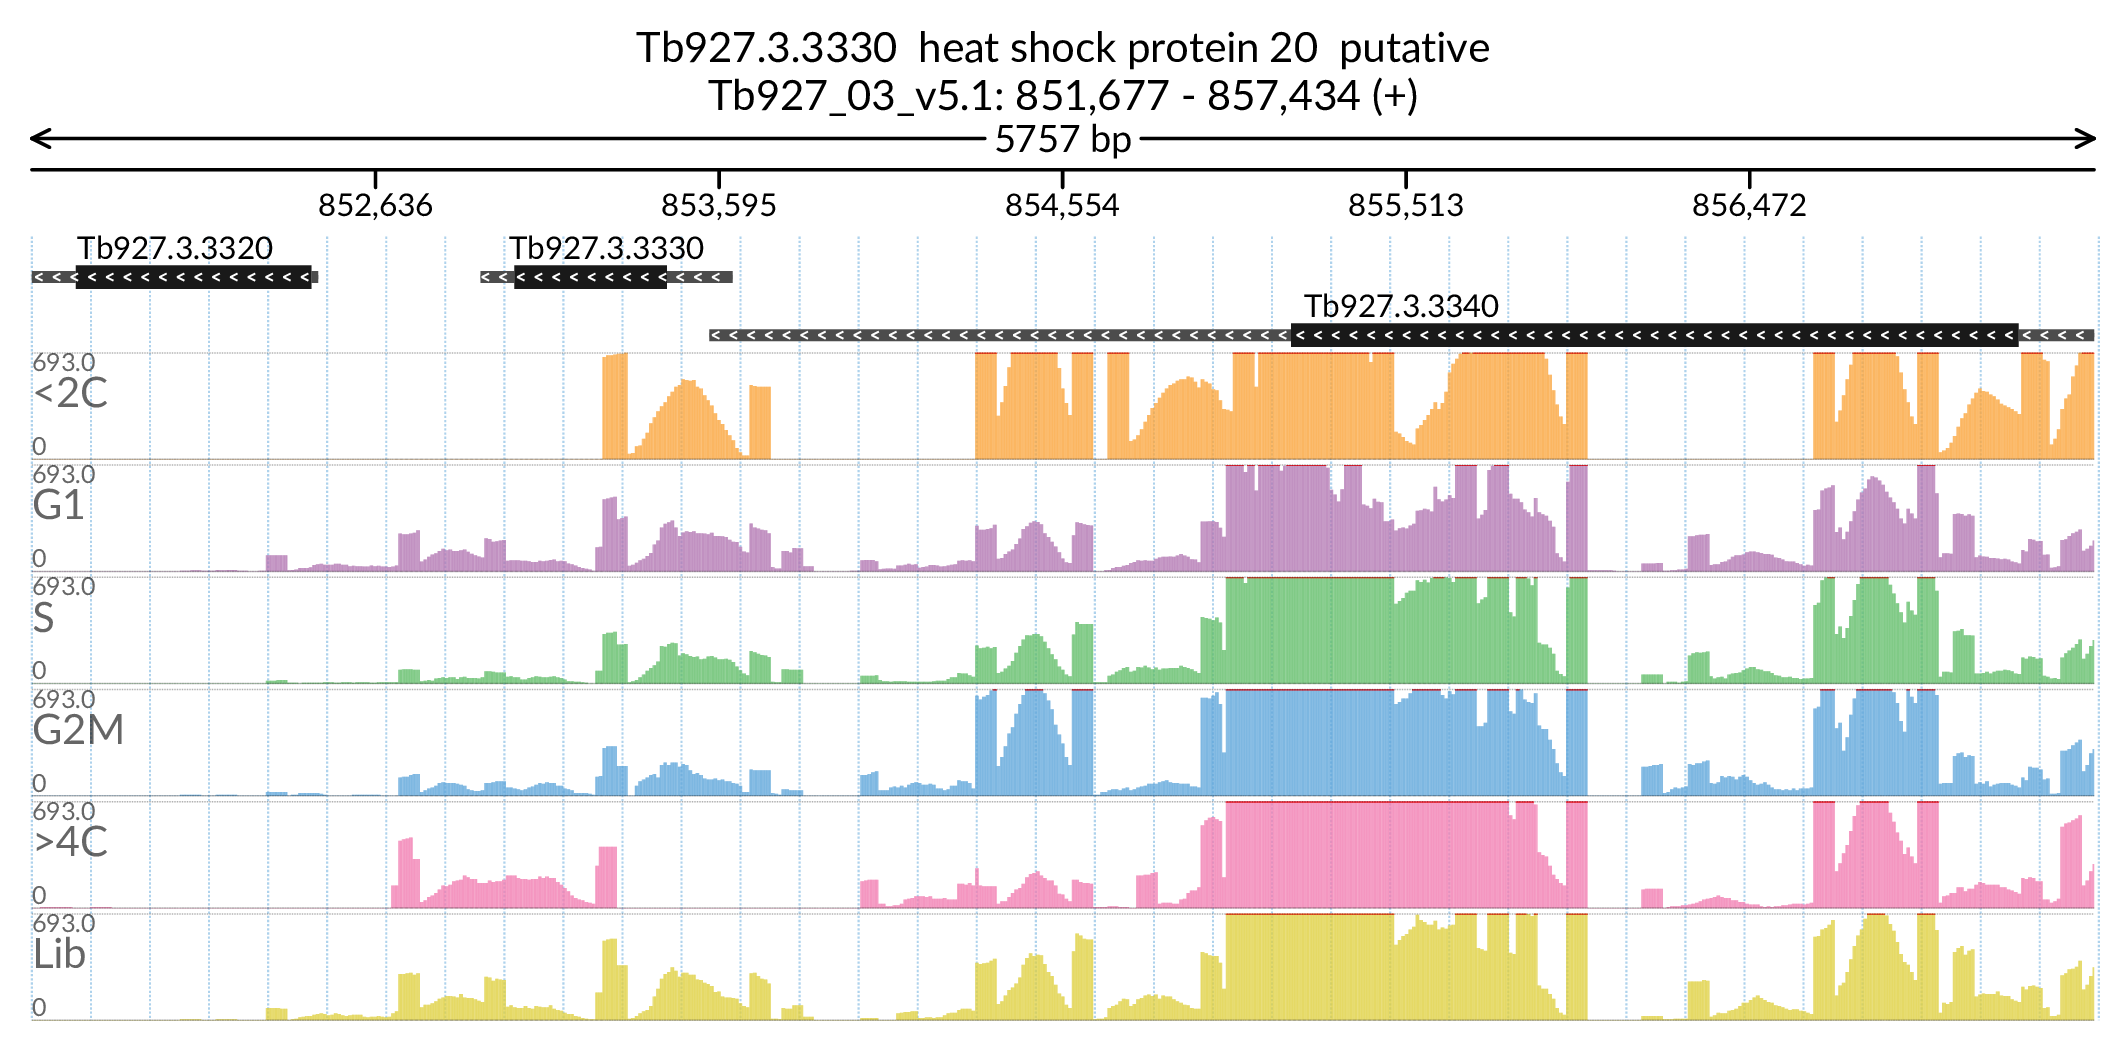 Tb927.3.3330  heat shock protein 20  putative
Tb927_03_v5.1: 851,677 - 857,434 (+)
5757 bp
852,636 853,595 854,554 855,513 856,472
Tb927.3.3320 Tb927.3.3330
Tb927.3.3340
693.0
<2C
0
693.0
G1
0
693.0
S
0
693.0
G2M
0
693.0
>4C
0
693.0
Lib
0